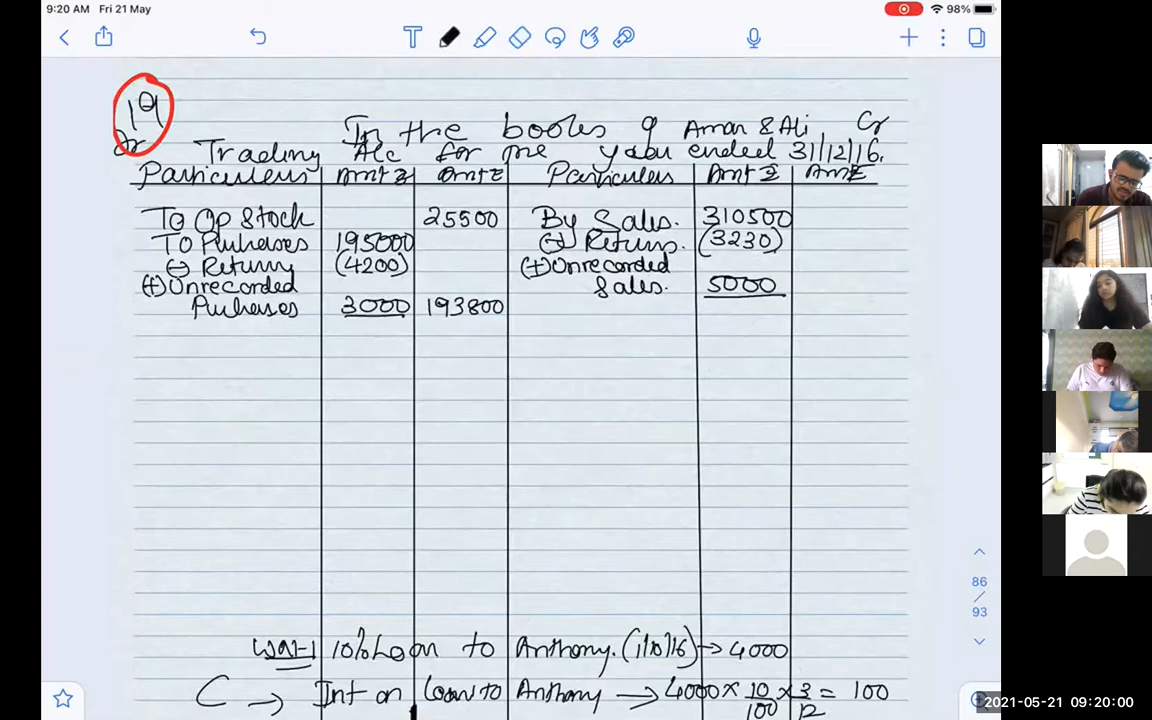 9:20 AM Fri 21 May 98%
19
In the books of Aman & Ali
Dr Cr
Trading A/c for the year ended 31/12/16.
Particulars Amt ₹ Amt ₹ Particulars Amt ₹ Amt ₹
To Op Stock 25500 By Sales. 310500
To Purchases 195000 (-) Returns. (3230)
(-) Returns (4200) (+) Unrecorded
(+) Unrecorded Sales. 5000
Purchases 3000 193800
86
/
93
WN-1 10% Loan to Anthony. (1/10/16) → 4000
C → Int on Loan to Anthony → 4000 × 10/100 × 3/12 = 100
2021-05-21 09:20:00